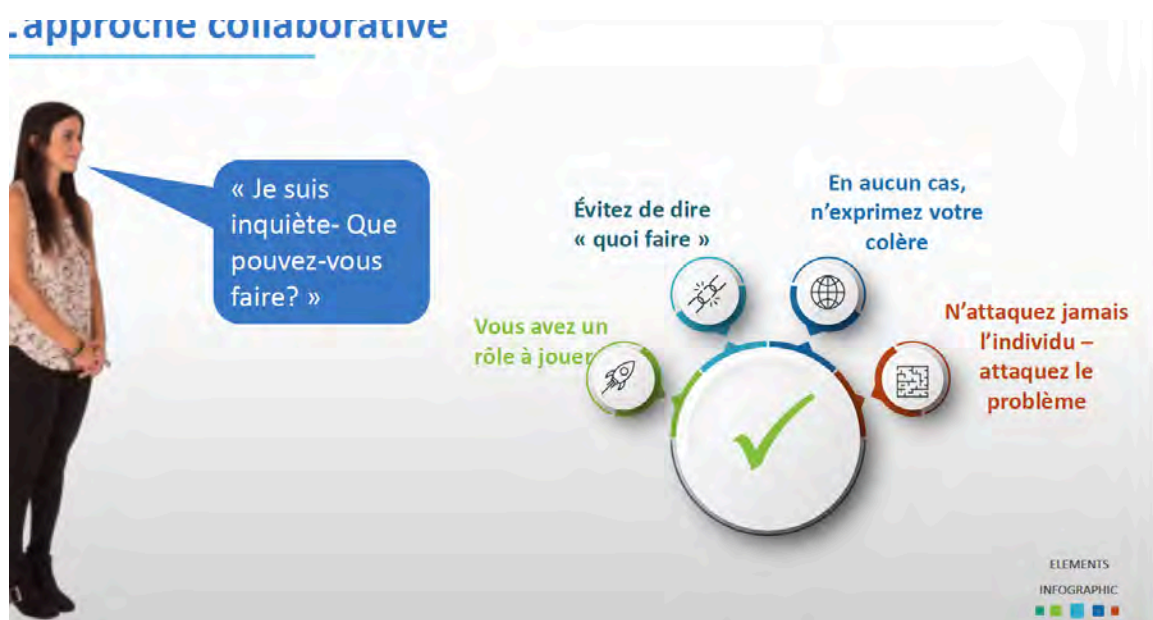 L'approche collaborative
« Je suis
inquiète- Que
pouvez-vous
faire? »
Évitez de dire
« quoi faire »
En aucun cas,
n'exprimez votre
colère
Vous avez un
rôle à jouer
N'attaquez jamais
l'individu –
attaquez le
problème
ELEMENTS
INFOGRAPHIC